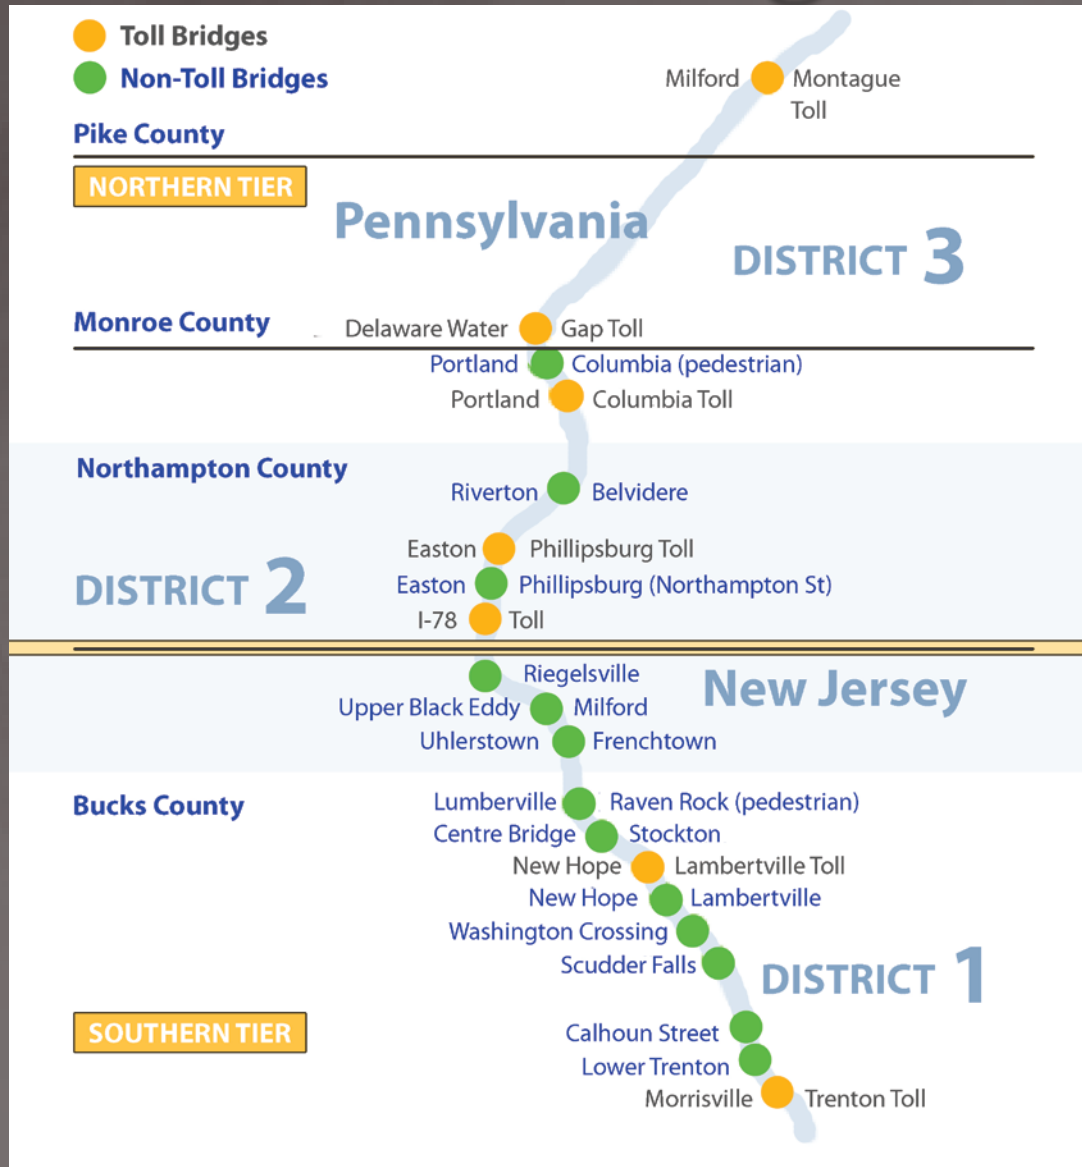 Toll Bridges
Non-Toll Bridges
Milford Montague
Toll
Pike County
NORTHERN TIER
Pennsylvania
DISTRICT 3
Monroe County
Delaware Water Gap Toll
Portland Columbia (pedestrian)
Portland Columbia Toll
Northampton County
Riverton Belvidere
Easton Phillipsburg Toll
DISTRICT 2
Easton Phillipsburg (Northampton St)
I-78 Toll
Riegelsville
New Jersey
Upper Black Eddy Milford
Uhlerstown Frenchtown
Bucks County
Lumberville Raven Rock (pedestrian)
Centre Bridge Stockton
New Hope Lambertville Toll
New Hope Lambertville
Washington Crossing
Scudder Falls
DISTRICT 1
SOUTHERN TIER
Calhoun Street
Lower Trenton
Morrisville Trenton Toll